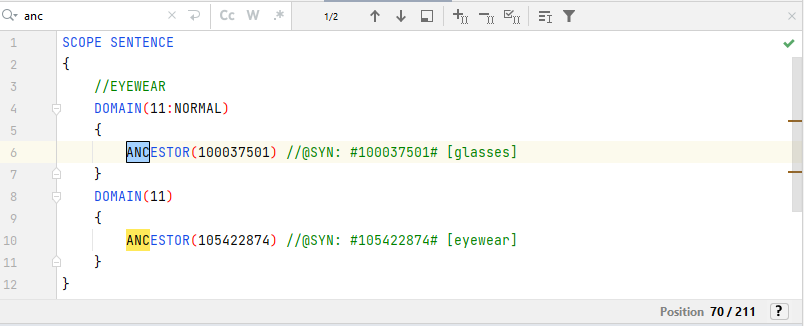 anc Cc W .* 1/2
1 SCOPE SENTENCE
2 {
3 //EYEWEAR
4 DOMAIN(11:NORMAL)
5 {
6 ANCESTOR(100037501) //@SYN: #100037501# [glasses]
7 }
8 DOMAIN(11)
9 {
10 ANCESTOR(105422874) //@SYN: #105422874# [eyewear]
11 }
12 }
Position 70 / 211 ?